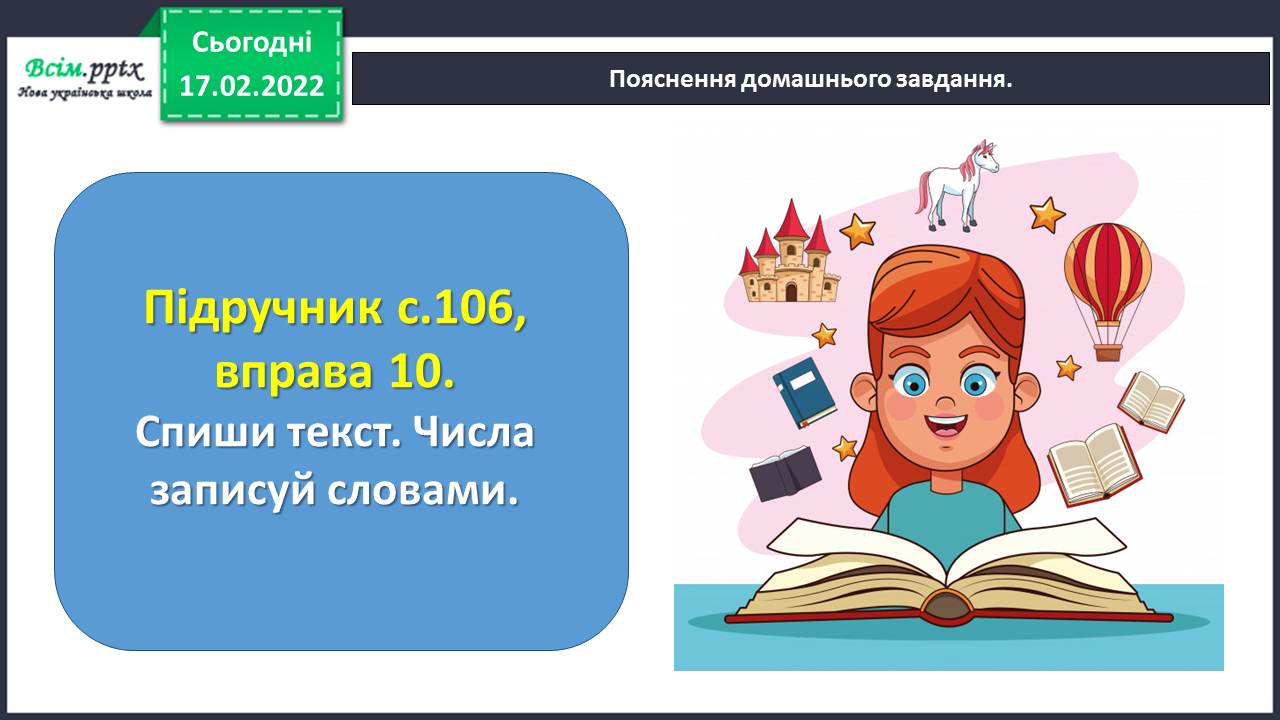 Всім.pptx
Нова українська школа
Сьогодні
17.02.2022
Пояснення домашнього завдання.
Підручник с.106,
вправа 10.
Спиши текст. Числа
записуй словами.